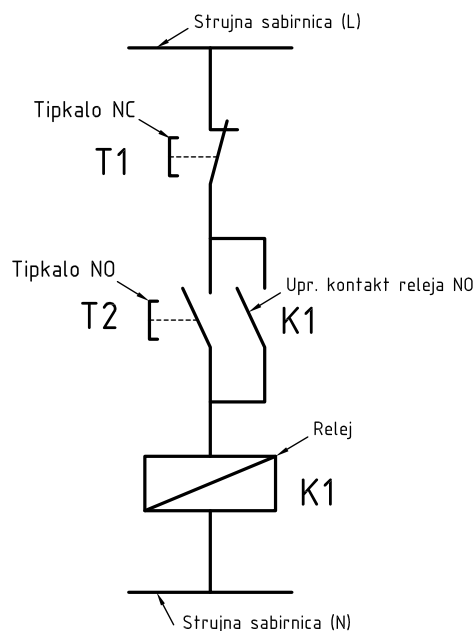 Strujna sabirnica (L)
Tipkalo NC
T1
Tipkalo NO
Upr. kontakt releja NO
T2
K1
Relej
K1
Strujna sabirnica (N)